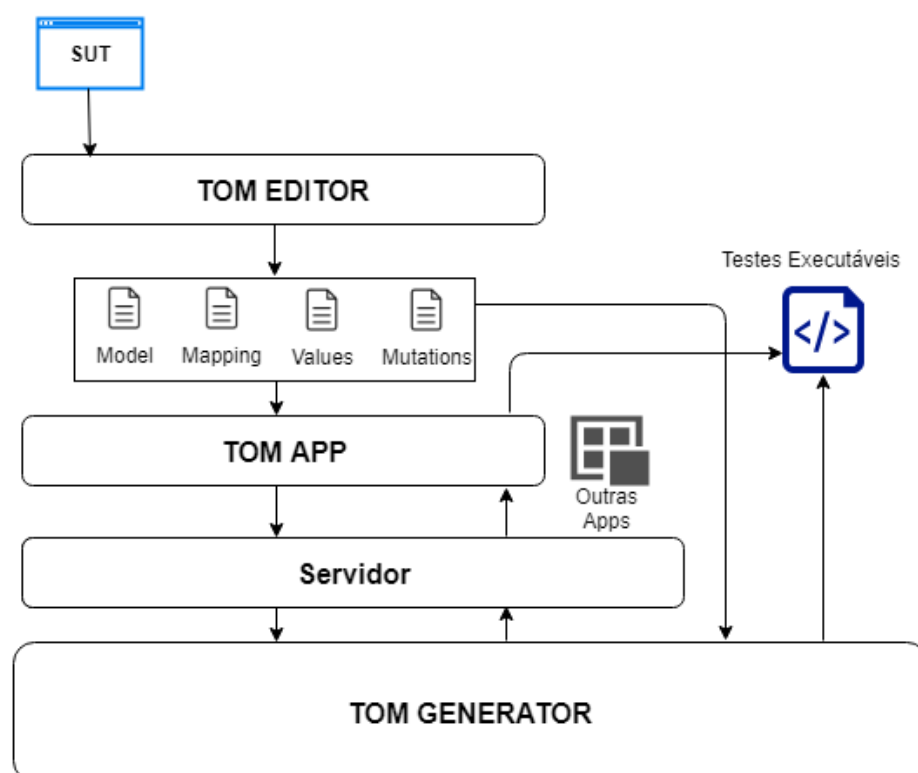 SUT
TOM EDITOR
Testes Executáveis
</>
Model
Mapping
Values
Mutations
TOM APP
Outras
Apps
Servidor
TOM GENERATOR